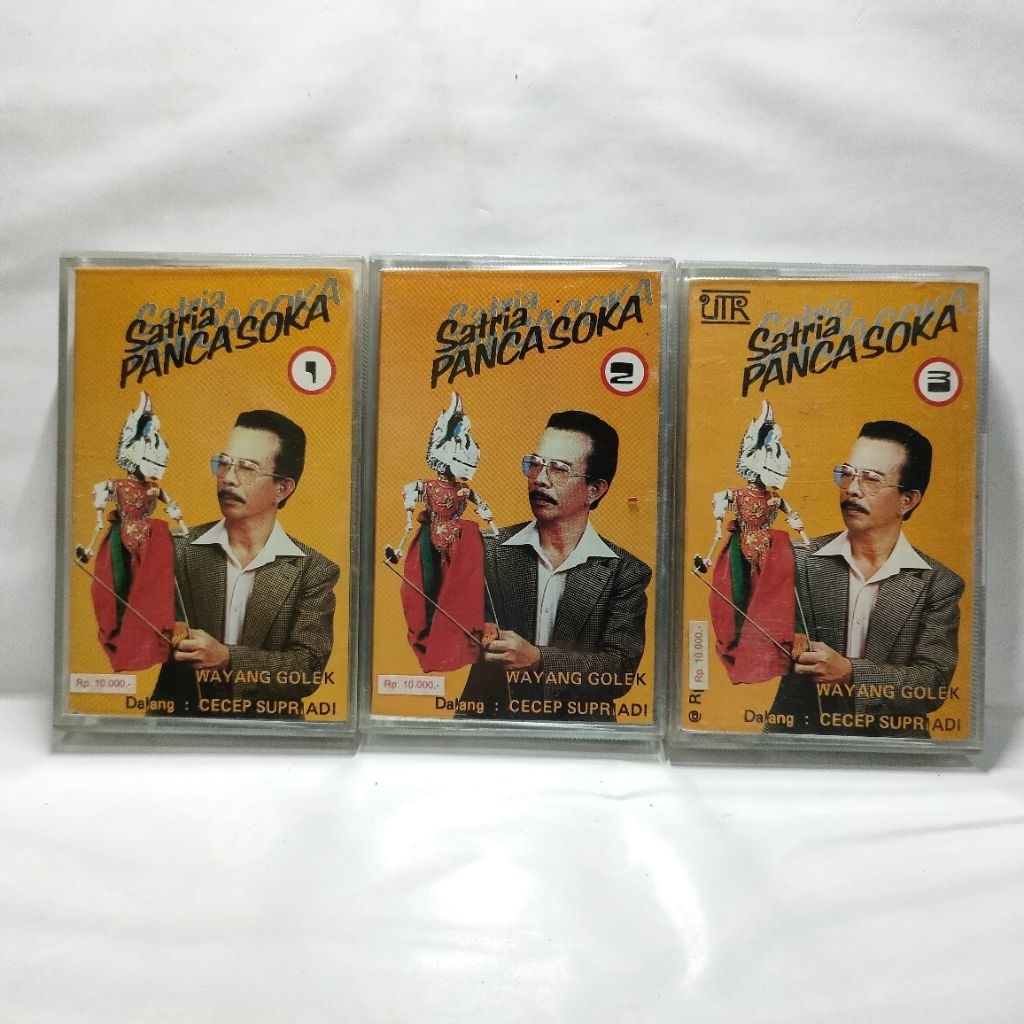 Satria
PANCASOKA
1
Rp. 10.000,-
WAYANG GOLEK
Dalang : CECEP SUPRIADI
Satria
PANCASOKA
2
Rp. 10.000,-
WAYANG GOLEK
Dalang : CECEP SUPRIADI
UTR
Satria
PANCASOKA
3
Rp. 10.000,-
WAYANG GOLEK
Dalang : CECEP SUPRIADI